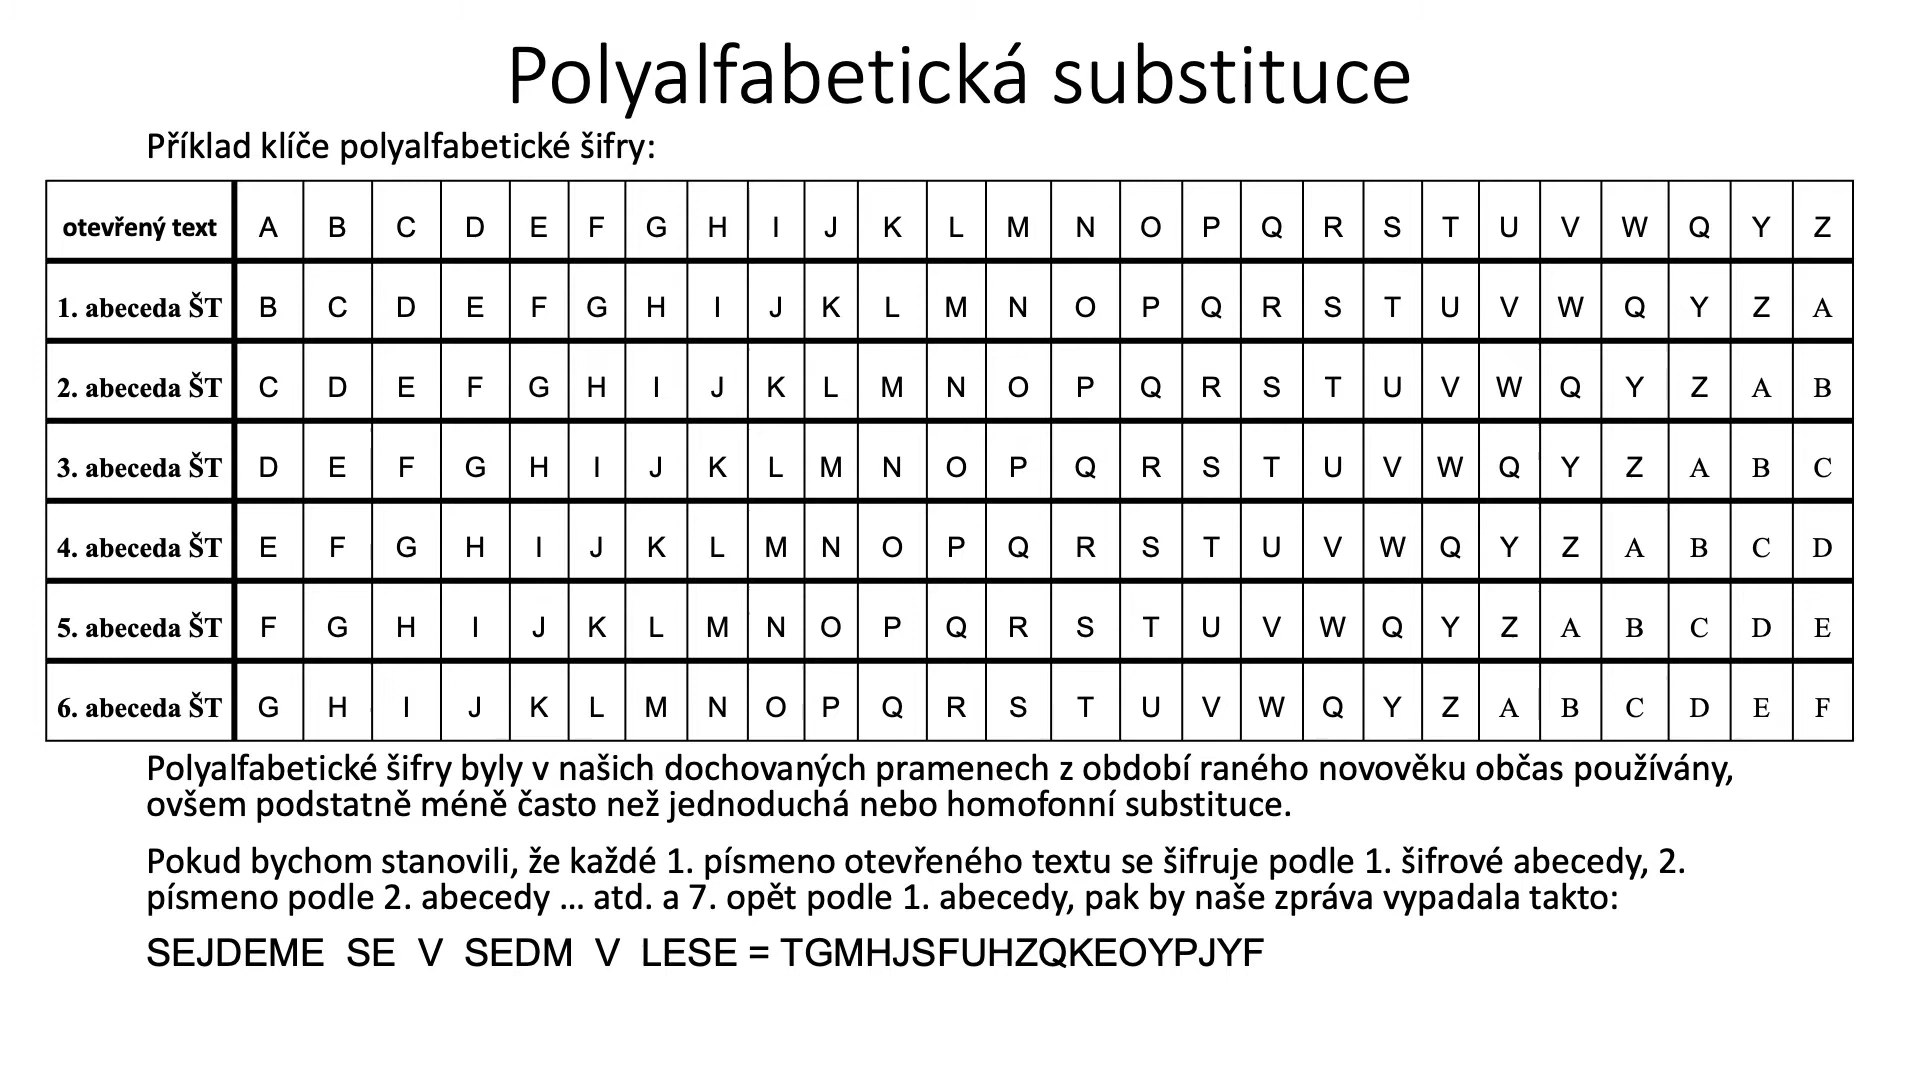 Polyalfabetická substituce
Příklad klíče polyalfabetické šifry:
otevřený text A B C D E F G H I J K L M N O P Q R S T U V W Q Y Z
1. abeceda ŠT B C D E F G H I J K L M N O P Q R S T U V W Q Y Z A
2. abeceda ŠT C D E F G H I J K L M N O P Q R S T U V W Q Y Z A B
3. abeceda ŠT D E F G H I J K L M N O P Q R S T U V W Q Y Z A B C
4. abeceda ŠT E F G H I J K L M N O P Q R S T U V W Q Y Z A B C D
5. abeceda ŠT F G H I J K L M N O P Q R S T U V W Q Y Z A B C D E
6. abeceda ŠT G H I J K L M N O P Q R S T U V W Q Y Z A B C D E F
Polyalfabetické šifry byly v našich dochovaných pramenech z období raného novověku občas používány,
ovšem podstatně méně často než jednoduchá nebo homofonní substituce.
Pokud bychom stanovili, že každé 1. písmeno otevřeného textu se šifruje podle 1. šifrové abecedy, 2.
písmeno podle 2. abecedy … atd. a 7. opět podle 1. abecedy, pak by naše zpráva vypadala takto:
SEJDEME SE V SEDM V LESE = TGMHJSFUHZQKEOYPJYF